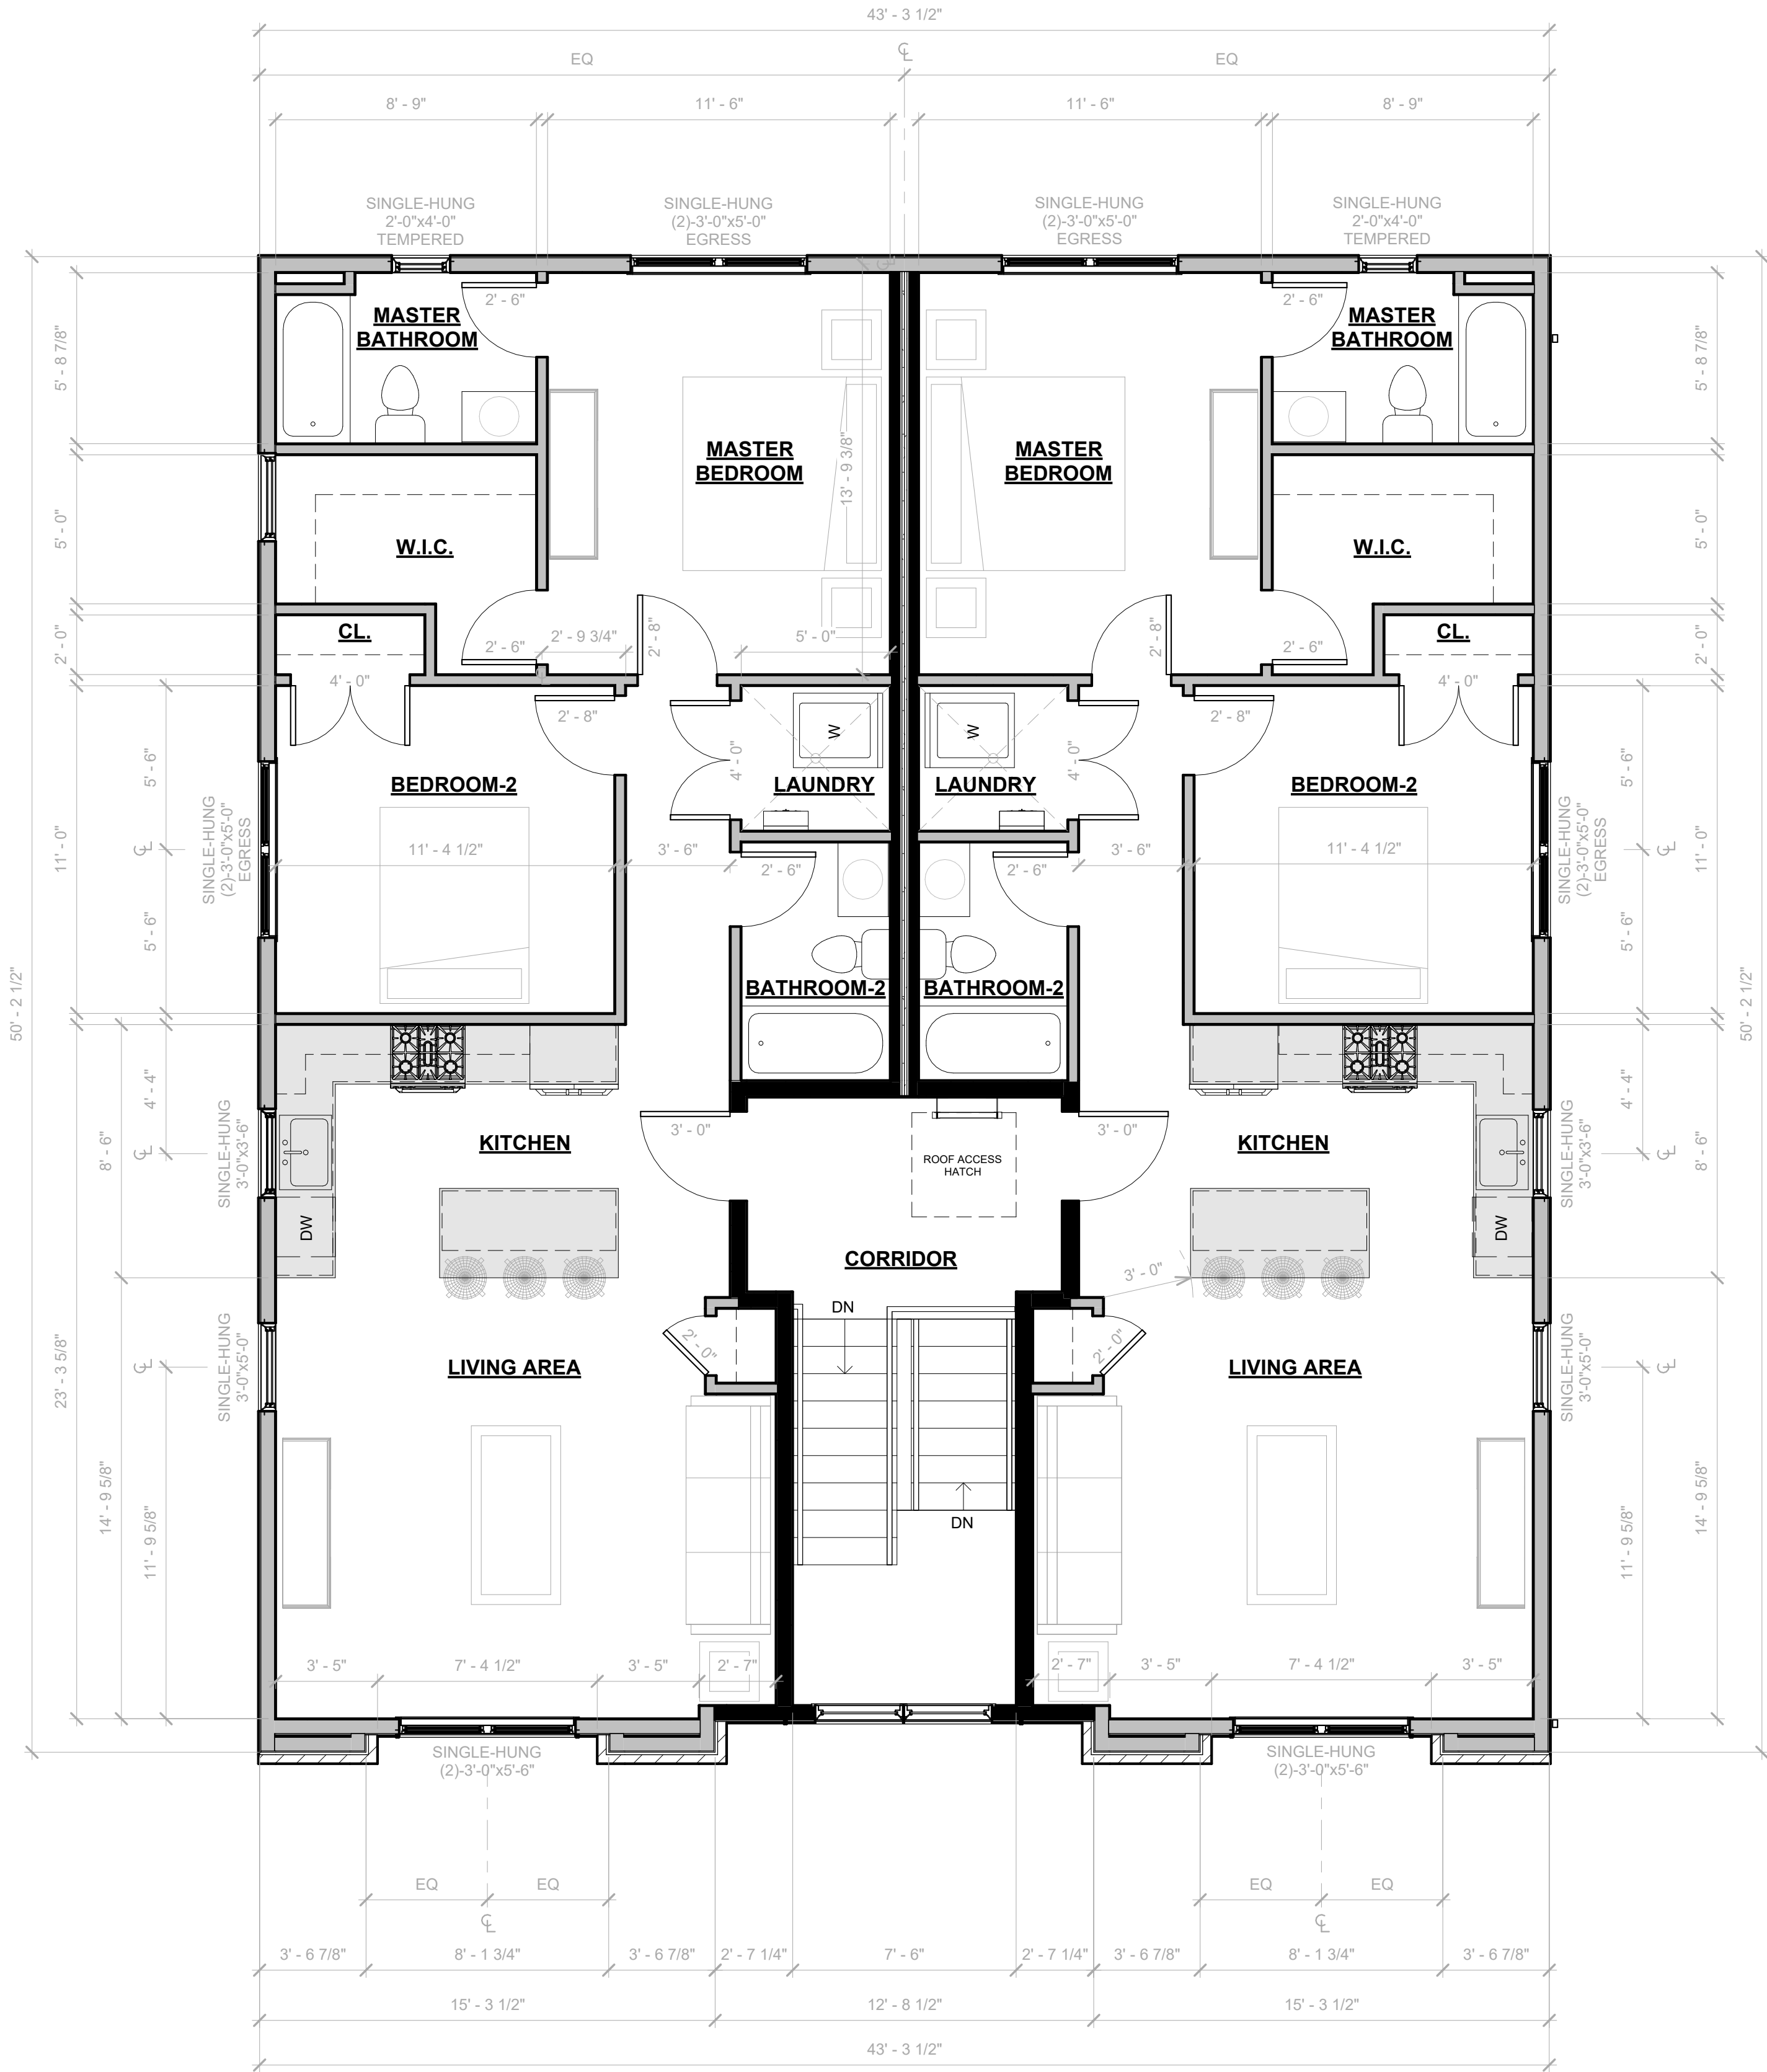 43' - 3 1/2"
EQ
℄
EQ
8' - 9"
11' - 6"
11' - 6"
8' - 9"
SINGLE-HUNG
2'-0"x4'-0"
TEMPERED
SINGLE-HUNG
(2)-3'-0"x5'-0"
EGRESS
SINGLE-HUNG
(2)-3'-0"x5'-0"
EGRESS
SINGLE-HUNG
2'-0"x4'-0"
TEMPERED
℄
2' - 6"
2' - 6"
MASTER
BATHROOM
MASTER
BATHROOM
5' - 8 7/8"
5' - 8 7/8"
MASTER
BEDROOM
13' - 9 3/8"
MASTER
BEDROOM
5' - 0"
W.I.C.
W.I.C.
5' - 0"
2' - 0"
CL.
2' - 6"
2' - 9 3/4"
2' - 8"
5' - 0"
2' - 8"
2' - 6"
CL.
2' - 0"
℄
4' - 0"
4' - 0"
2' - 8"
W
W
2' - 8"
5' - 6"
4' - 0"
4' - 0"
5' - 6"
BEDROOM-2
LAUNDRY
LAUNDRY
BEDROOM-2
11' - 0"
℄
SINGLE-HUNG
(2)-3'-0"x5'-0"
EGRESS
11' - 4 1/2"
3' - 6"
2' - 6"
2' - 6"
3' - 6"
11' - 4 1/2"
SINGLE-HUNG
(2)-3'-0"x5'-0"
EGRESS
℄
11' - 0"
5' - 6"
5' - 6"
50' - 2 1/2"
BATHROOM-2
BATHROOM-2
50' - 2 1/2"
4' - 4"
4' - 4"
8' - 6"
℄
SINGLE-HUNG
3'-0"x3'-6"
KITCHEN
3' - 0"
ROOF ACCESS
HATCH
3' - 0"
KITCHEN
SINGLE-HUNG
3'-0"x3'-6"
℄
8' - 6"
DW
DW
CORRIDOR
3' - 0"
DN
23' - 3 5/8"
℄
SINGLE-HUNG
3'-0"x5'-0"
LIVING AREA
2' - 0"
2' - 0"
LIVING AREA
SINGLE-HUNG
3'-0"x5'-0"
℄
14' - 9 5/8"
11' - 9 5/8"
DN
11' - 9 5/8"
14' - 9 5/8"
3' - 5"
7' - 4 1/2"
3' - 5"
2' - 7"
2' - 7"
3' - 5"
7' - 4 1/2"
3' - 5"
SINGLE-HUNG
(2)-3'-0"x5'-6"
SINGLE-HUNG
(2)-3'-0"x5'-6"
EQ
EQ
EQ
EQ
℄
℄
3' - 6 7/8"
8' - 1 3/4"
3' - 6 7/8"
2' - 7 1/4"
7' - 6"
2' - 7 1/4"
3' - 6 7/8"
8' - 1 3/4"
3' - 6 7/8"
15' - 3 1/2"
12' - 8 1/2"
15' - 3 1/2"
43' - 3 1/2"